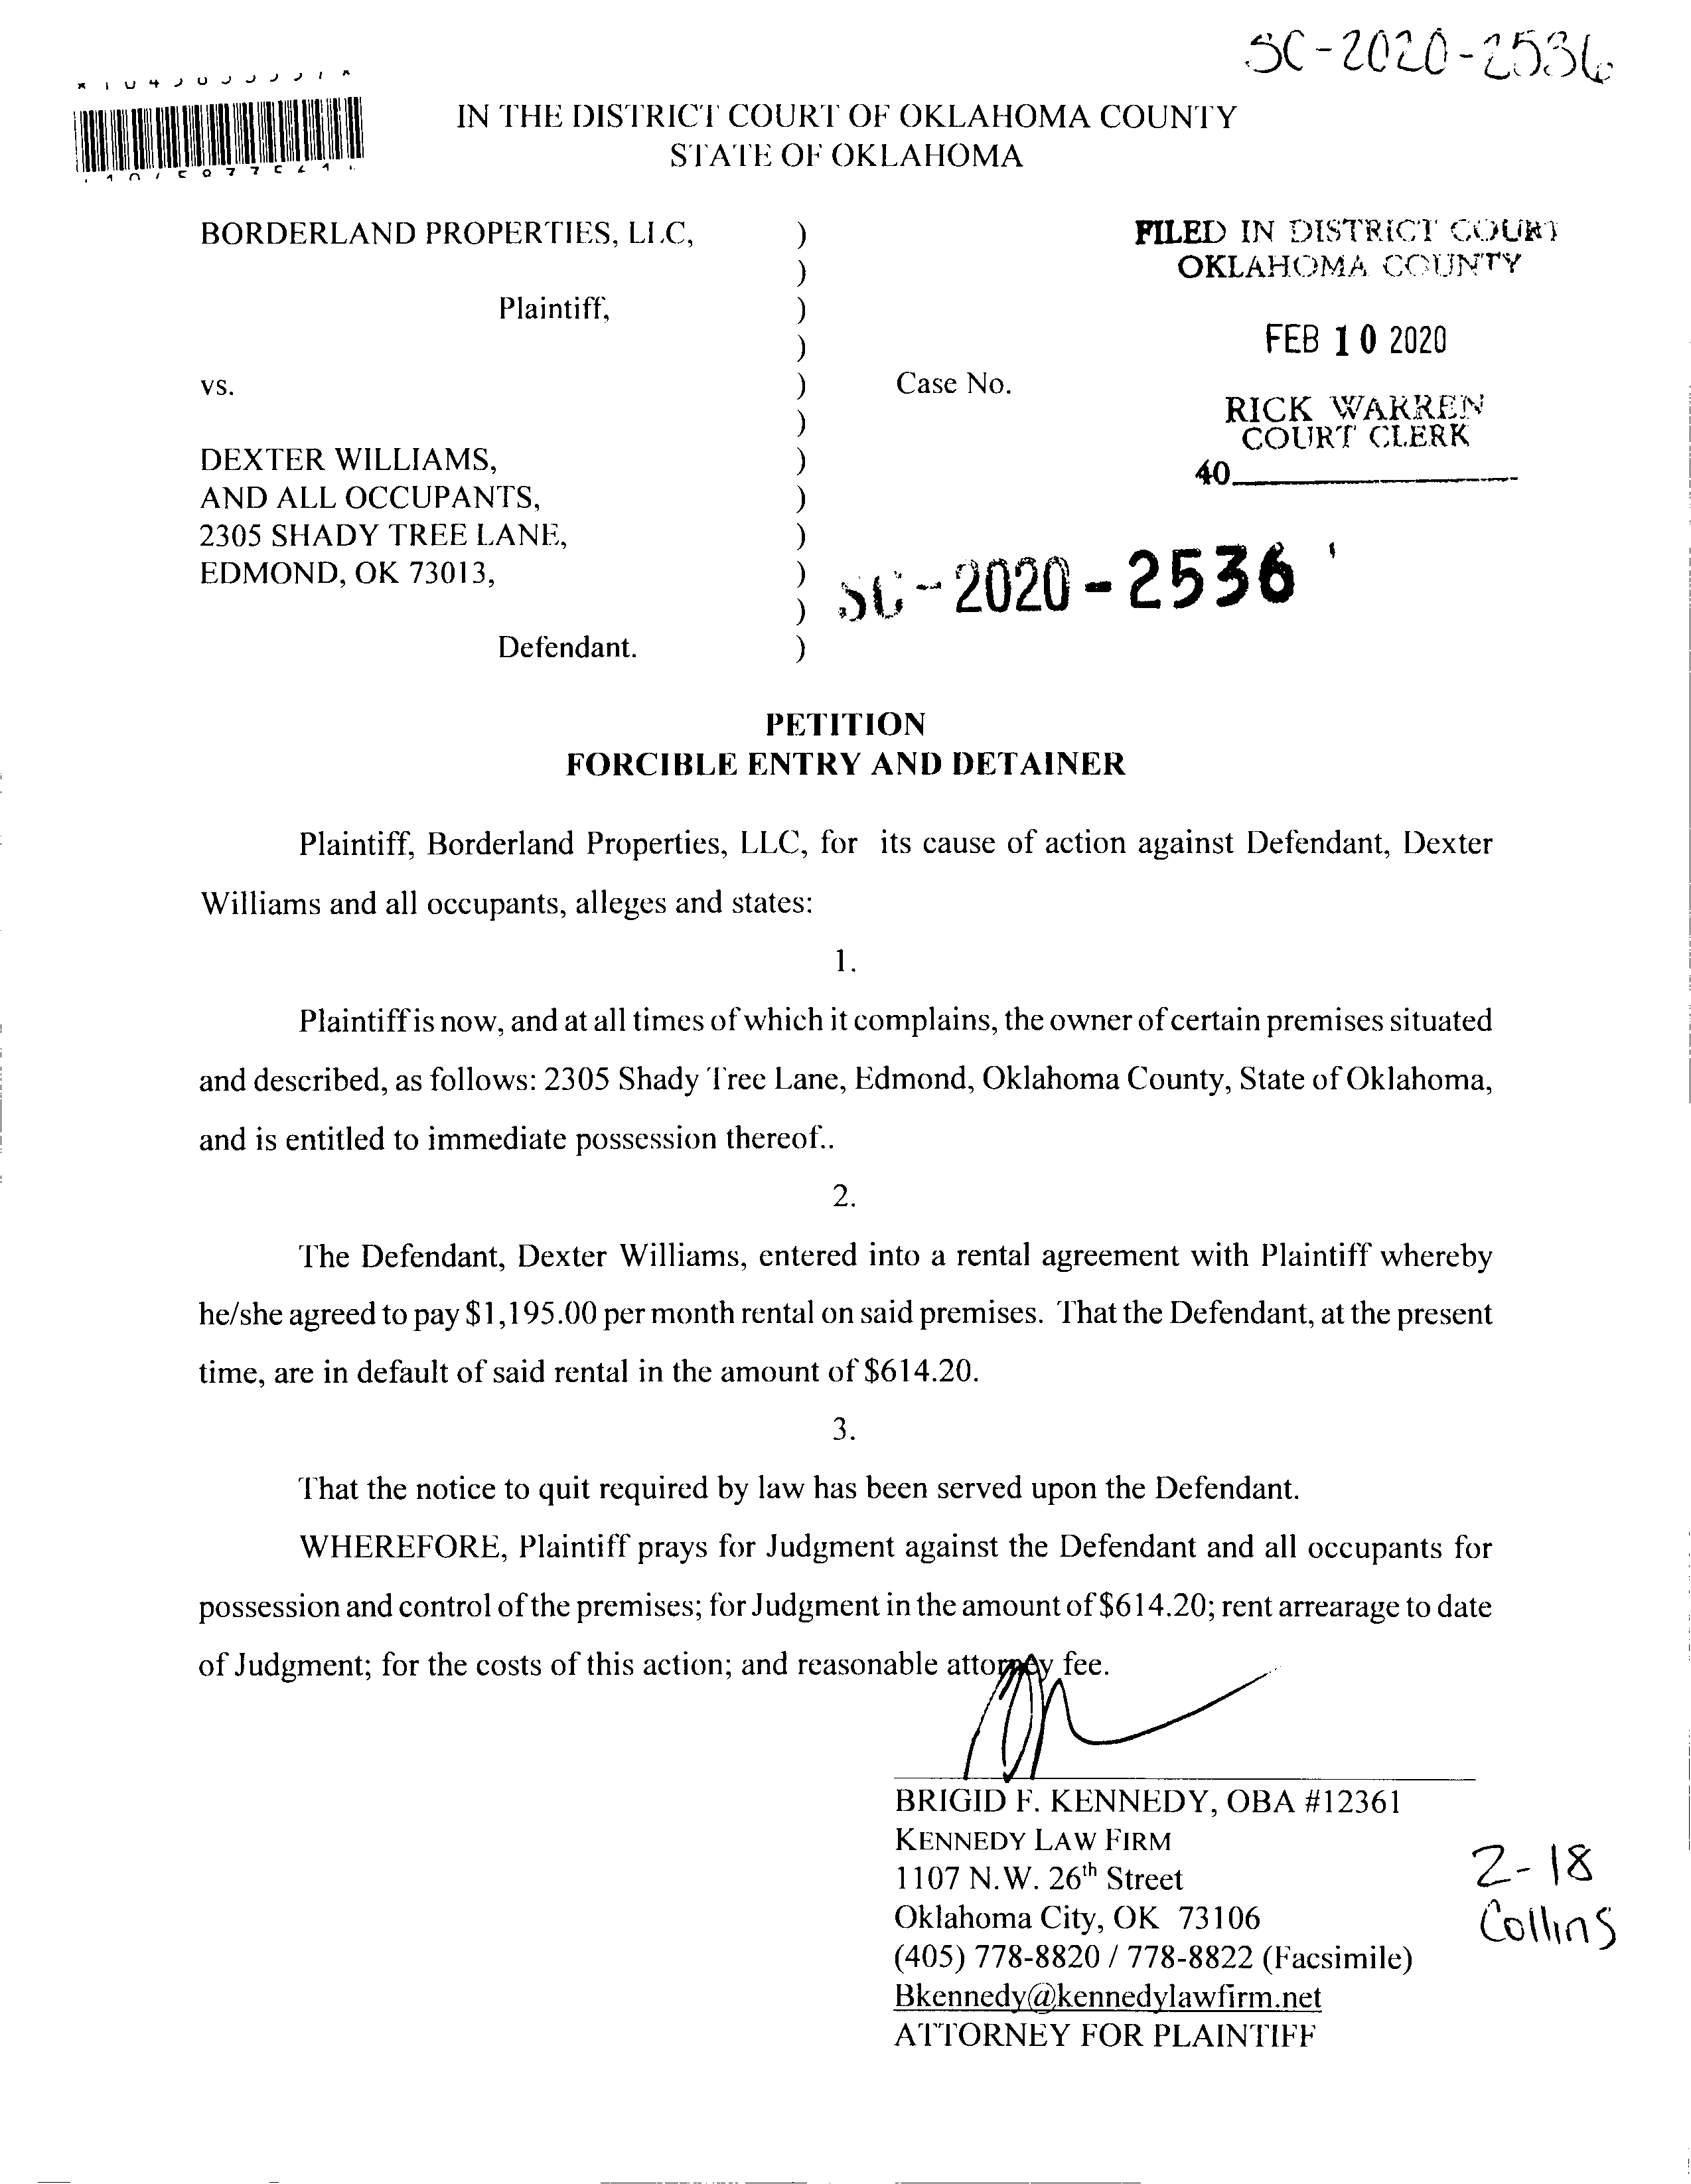 SC-2020-2536
IN THE DISTRICT COURT OF OKLAHOMA COUNTY
STATE OF OKLAHOMA
BORDERLAND PROPERTIES, LLC, )
)
Plaintiff, )
)
vs. ) Case No.
)
DEXTER WILLIAMS, )
AND ALL OCCUPANTS, )
2305 SHADY TREE LANE, )
EDMOND, OK 73013, )
)
Defendant. )
FILED IN DISTRICT COURT
OKLAHOMA COUNTY
FEB 10 2020
RICK WARREN
COURT CLERK
40
SC-2020-2536
PETITION
FORCIBLE ENTRY AND DETAINER
Plaintiff, Borderland Properties, LLC, for its cause of action against Defendant, Dexter
Williams and all occupants, alleges and states:
1.
Plaintiff is now, and at all times of which it complains, the owner of certain premises situated
and described, as follows: 2305 Shady Tree Lane, Edmond, Oklahoma County, State of Oklahoma,
and is entitled to immediate possession thereof..
2.
The Defendant, Dexter Williams, entered into a rental agreement with Plaintiff whereby
he/she agreed to pay $1,195.00 per month rental on said premises. That the Defendant, at the present
time, are in default of said rental in the amount of $614.20.
3.
That the notice to quit required by law has been served upon the Defendant.
WHEREFORE, Plaintiff prays for Judgment against the Defendant and all occupants for
possession and control of the premises; for Judgment in the amount of $614.20; rent arrearage to date
of Judgment; for the costs of this action; and reasonable attorney fee.
BRIGID F. KENNEDY, OBA #12361
KENNEDY LAW FIRM
1107 N.W. 26th Street
Oklahoma City, OK 73106
(405) 778-8820 / 778-8822 (Facsimile)
Bkennedy@kennedylawfirm.net
ATTORNEY FOR PLAINTIFF
2-18
Collins